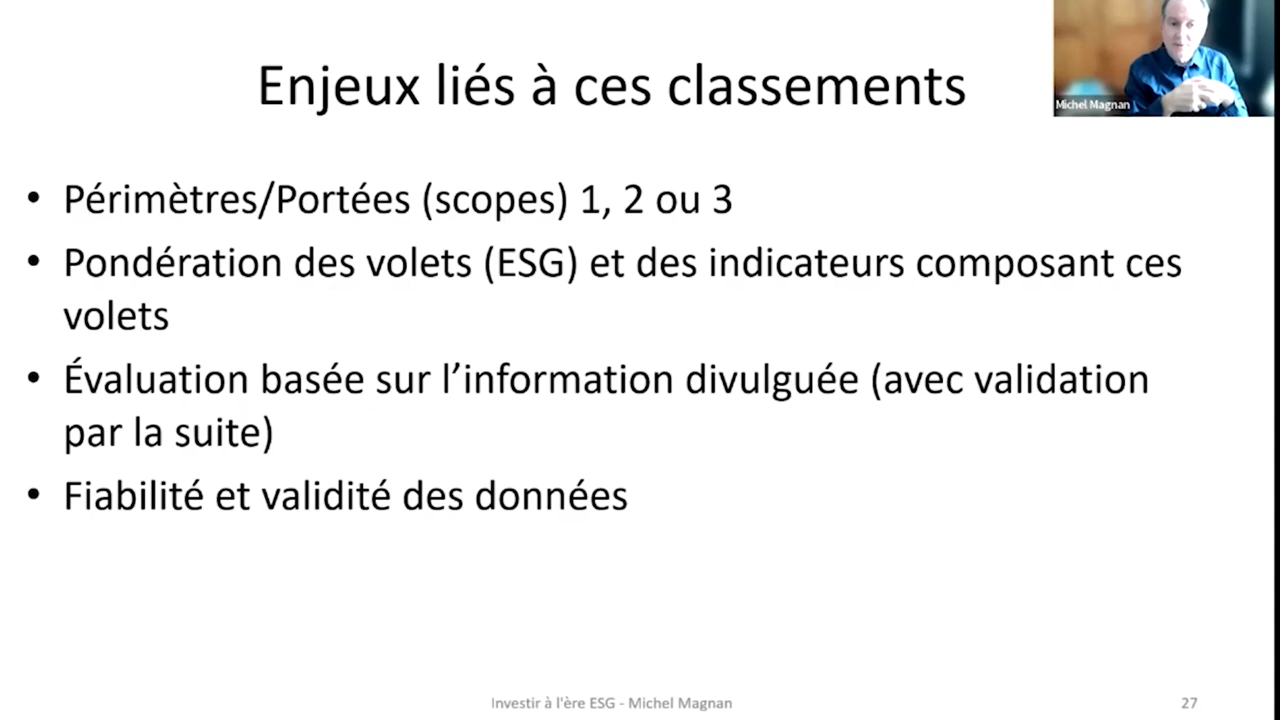 Enjeux liés à ces classements
Michel Magnan
• Périmètres/Portées (scopes) 1, 2 ou 3
• Pondération des volets (ESG) et des indicateurs composant ces
volets
• Évaluation basée sur l’information divulguée (avec validation
par la suite)
• Fiabilité et validité des données
Investir à l'ère ESG - Michel Magnan
27